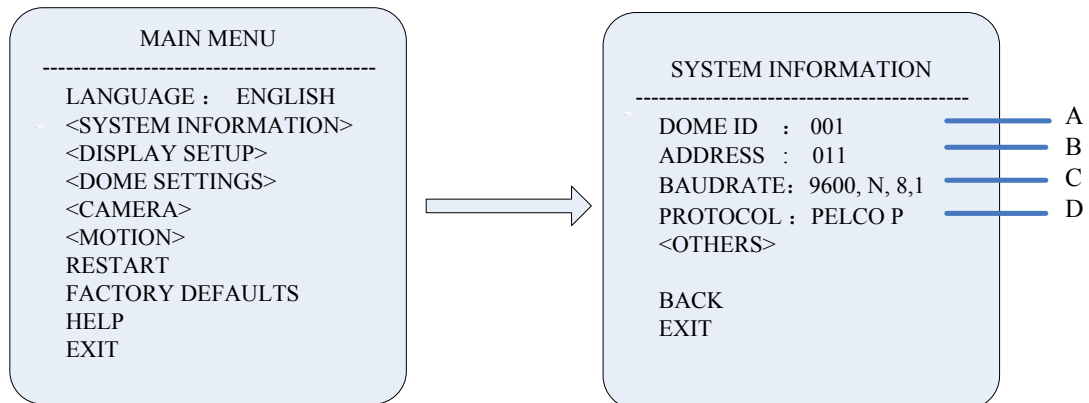 MAIN MENU
--------------------------------------------
LANGUAGE： ENGLISH
<SYSTEM INFORMATION>
<DISPLAY SETUP>
<DOME SETTINGS>
<CAMERA>
<MOTION>
RESTART
FACTORY DEFAULTS
HELP
EXIT
SYSTEM INFORMATION
--------------------------------------------
DOME ID ： 001 A
ADDRESS : 011 B
BAUDRATE： 9600, N, 8,1 C
PROTOCOL： PELCO P D
<OTHERS>
BACK
EXIT